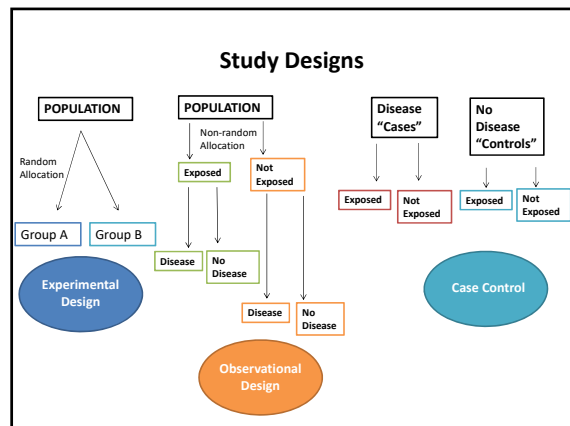 Study Designs
POPULATION
Random
Allocation
Group A
Group B
Experimental
Design
POPULATION
Non-random
Allocation
Exposed
Not
Exposed
Disease
No
Disease
Disease
No
Disease
Observational
Design
Disease
“Cases”
No
Disease
“Controls”
Exposed
Not
Exposed
Exposed
Not
Exposed
Case Control